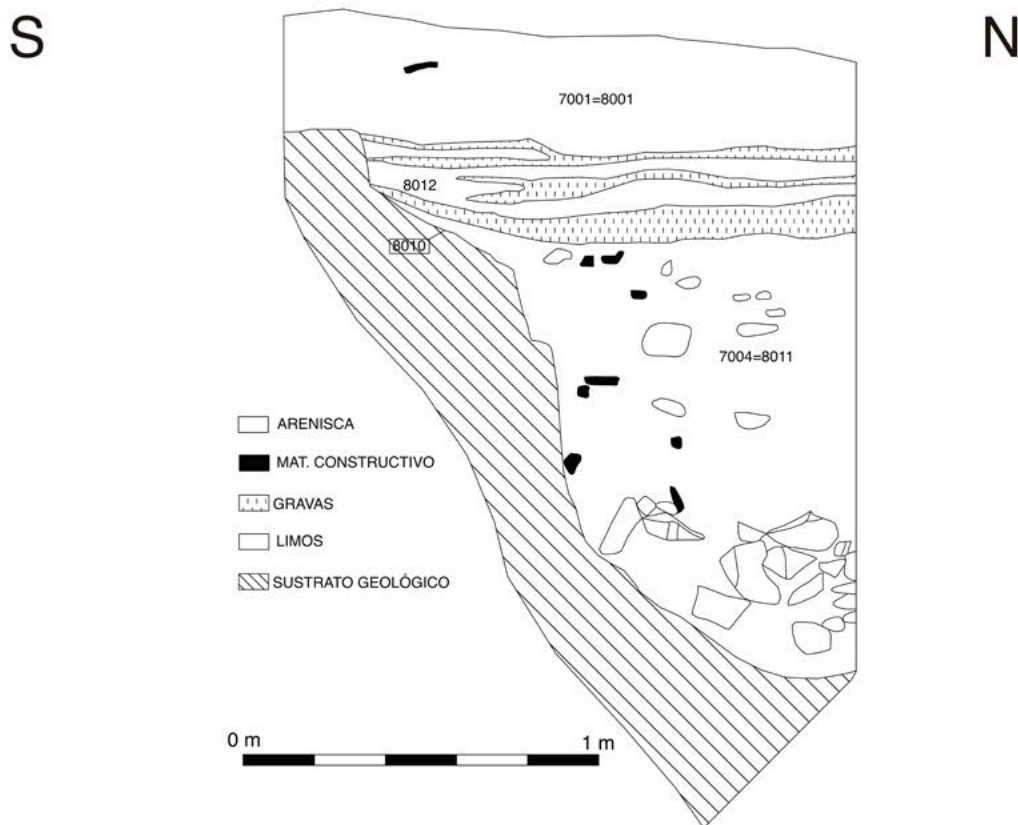 S
N
7001=8001
8012
8010
7004=8011
ARENISCA
MAT. CONSTRUCTIVO
GRAVAS
LIMOS
SUSTRATO GEOLÓGICO
0 m 1 m